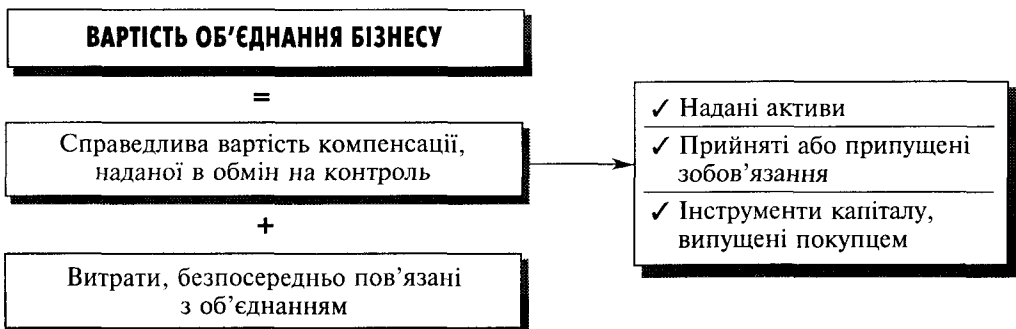 ВАРТІСТЬ ОБ’ЄДНАННЯ БІЗНЕСУ
=
Справедлива вартість компенсації,
наданої в обмін на контроль
+
Витрати, безпосередньо пов’язані
з об’єднанням
✓ Надані активи
✓ Прийняті або припущені
зобов’язання
✓ Інструменти капіталу,
випущені покупцем